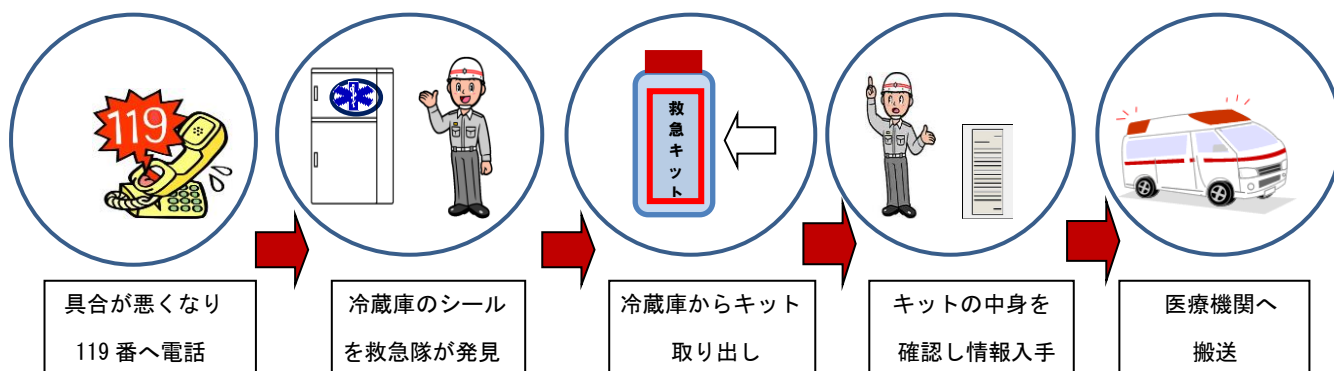 119
救急キット
具合が悪くなり
119 番へ電話
冷蔵庫のシール
を救急隊が発見
冷蔵庫からキット
取り出し
キットの中身を
確認し情報入手
医療機関へ
搬送